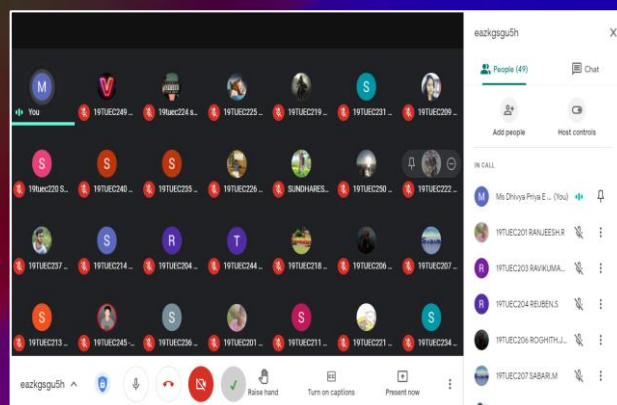 eazkgsgu5h X
People (49) Chat
Add people Host controls
IN CALL
Ms Dhivya Priya E ... (You)
19TUEC201 RANJEESH.R
19TUEC203 RAVIKUMA...
19TUEC204 REUBEN.S
19TUEC206 ROGHITH.J...
19TUEC207 SABARI.M
M S S
You 19TUEC249 ... 19tuec224 s... 19TUEC225 ... 19TUEC219 ... 19TUEC231 ... 19TUEC209 ...
S S S
19tuec220 S... 19TUEC240 ... 19TUEC235 ... 19TUEC226 ... SUNDHARES... 19TUEC250 ... 19TUEC222 ...
S R T
19TUEC237 ... 19TUEC214 ... 19TUEC204 ... 19TUEC244 ... 19TUEC218 ... 19TUEC206 ... 19TUEC207 ...
S S S S
19TUEC213 ... 19TUEC245-... 19TUEC236 ... 19TUEC201 ... 19TUEC211 ... 19TUEC221 ... 19TUEC234 ...
eazkgsgu5h Raise hand Turn on captions Present now